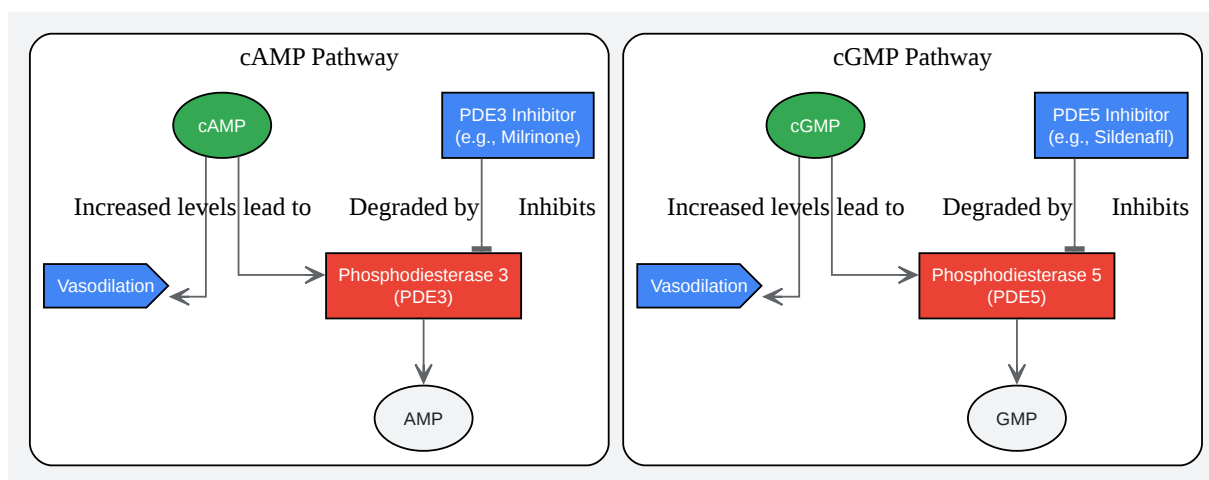 cAMP Pathway
cAMP
PDE3 Inhibitor
(e.g., Milrinone)
Increased levels lead to
Degraded by
Inhibits
Vasodilation
Phosphodiesterase 3
(PDE3)
AMP
cGMP Pathway
cGMP
PDE5 Inhibitor
(e.g., Sildenafil)
Increased levels lead to
Degraded by
Inhibits
Vasodilation
Phosphodiesterase 5
(PDE5)
GMP